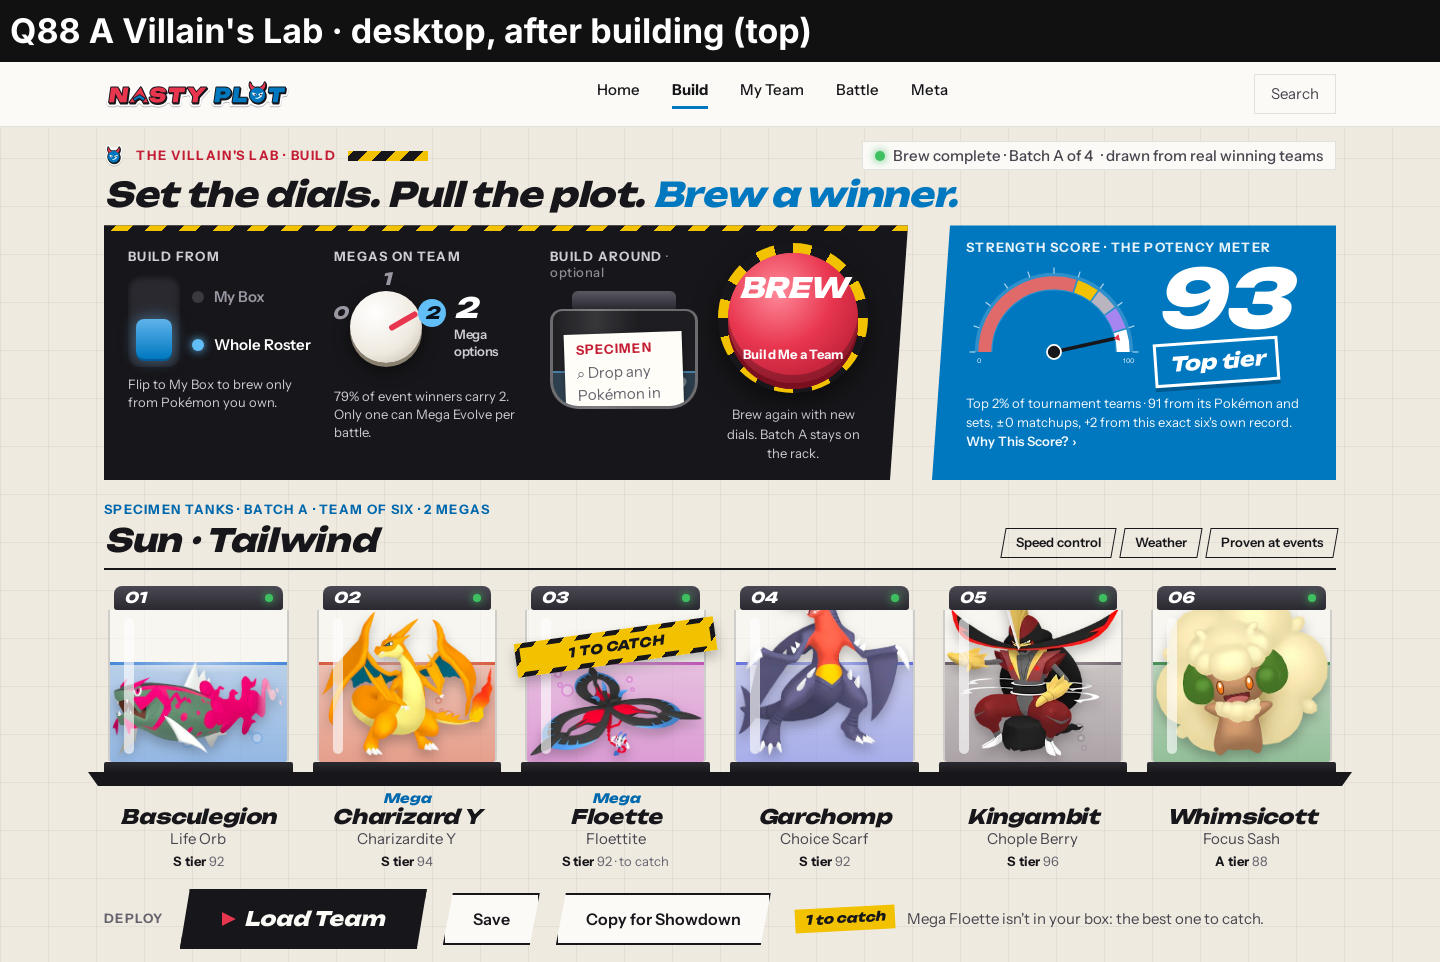 Q88 A Villain's Lab · desktop, after building (top)
NASTY PLOT
Home Build My Team Battle Meta
Search
THE VILLAIN'S LAB · BUILD
Brew complete · Batch A of 4 · drawn from real winning teams
Set the dials. Pull the plot. Brew a winner.
BUILD FROM
My Box
Whole Roster
Flip to My Box to brew only
from Pokémon you own.
MEGAS ON TEAM
1
0
2
2
Mega
options
79% of event winners carry 2.
Only one can Mega Evolve per
battle.
BUILD AROUND ·
optional
SPECIMEN
⌕ Drop any
Pokémon in
BREW
Build Me a Team
Brew again with new
dials. Batch A stays on
the rack.
STRENGTH SCORE · THE POTENCY METER
0
100
93
Top tier
Top 2% of tournament teams · 91 from its Pokémon and
sets, ±0 matchups, +2 from this exact six's own record.
Why This Score? ›
SPECIMEN TANKS · BATCH A · TEAM OF SIX · 2 MEGAS
Sun · Tailwind
Speed control
Weather
Proven at events
01
02
03
04
05
06
1 TO CATCH
Basculegion
Life Orb
S tier 92
Mega
Charizard Y
Charizardite Y
S tier 94
Mega
Floette
Floettite
S tier 92 · to catch
Garchomp
Choice Scarf
S tier 92
Kingambit
Chople Berry
S tier 96
Whimsicott
Focus Sash
A tier 88
DEPLOY
Load Team
Save
Copy for Showdown
1 to catch
Mega Floette isn't in your box: the best one to catch.